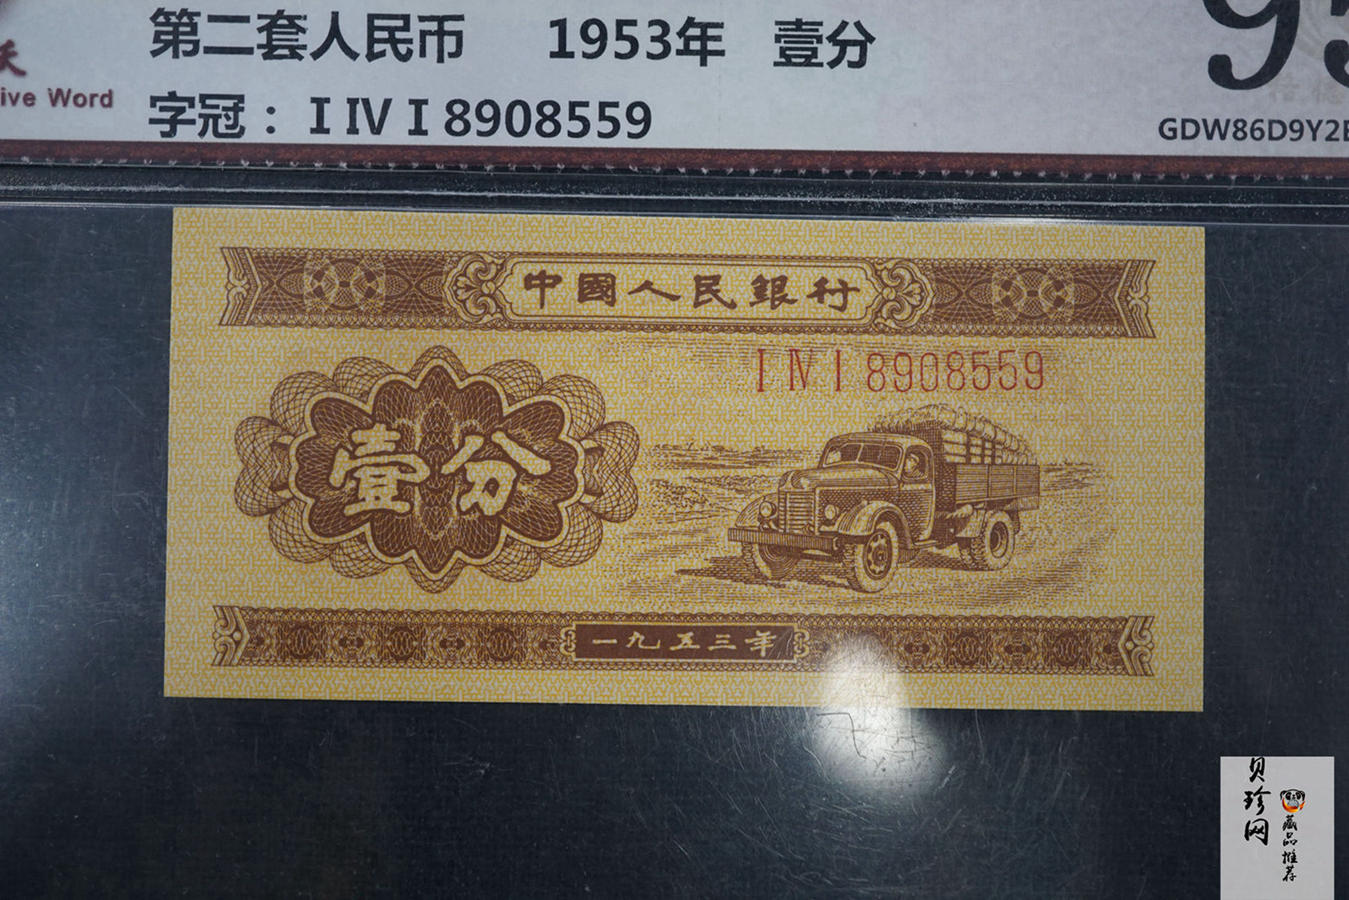 第二套人民币 1953年 壹分
ive Word
字冠：Ⅰ Ⅳ Ⅰ 8908559
GDW86D9Y2
中國人民銀行
Ⅰ Ⅳ Ⅰ 8908559
壹分
一九五三年
贝珍网
藏品推荐